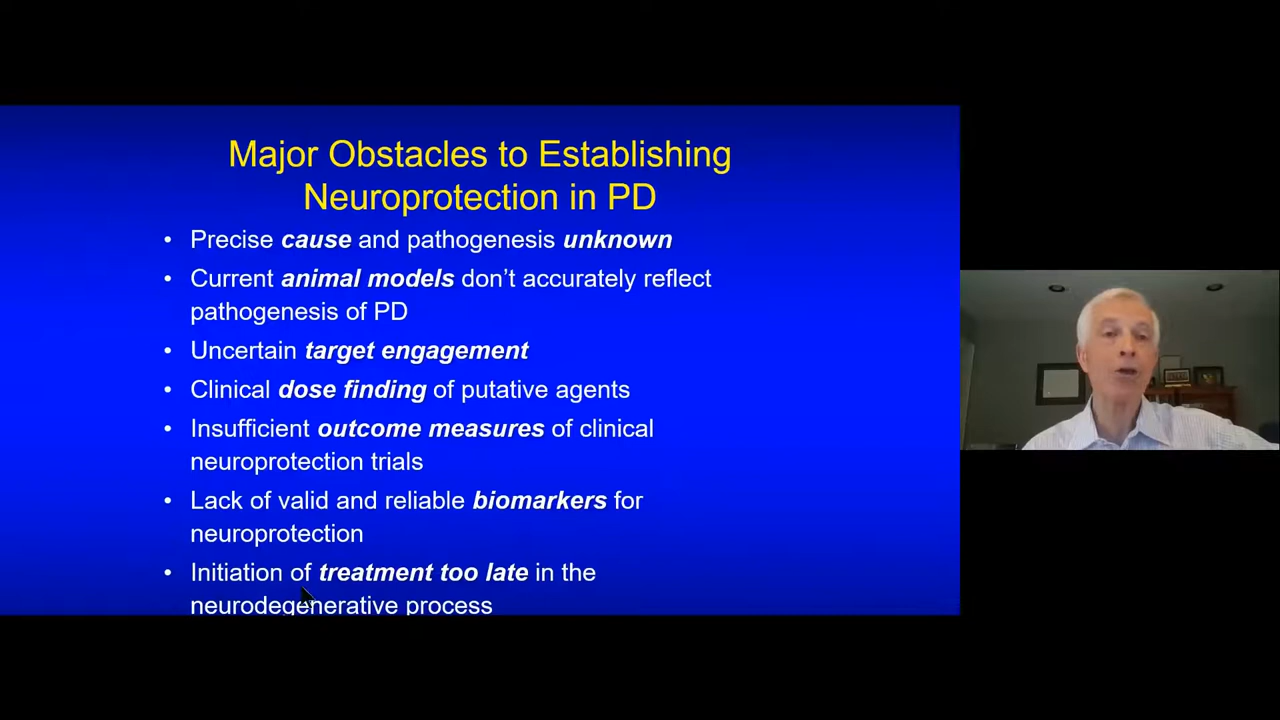 Major Obstacles to Establishing
Neuroprotection in PD
• Precise cause and pathogenesis unknown
• Current animal models don’t accurately reflect
pathogenesis of PD
• Uncertain target engagement
• Clinical dose finding of putative agents
• Insufficient outcome measures of clinical
neuroprotection trials
• Lack of valid and reliable biomarkers for
neuroprotection
• Initiation of treatment too late in the
neurodegenerative process